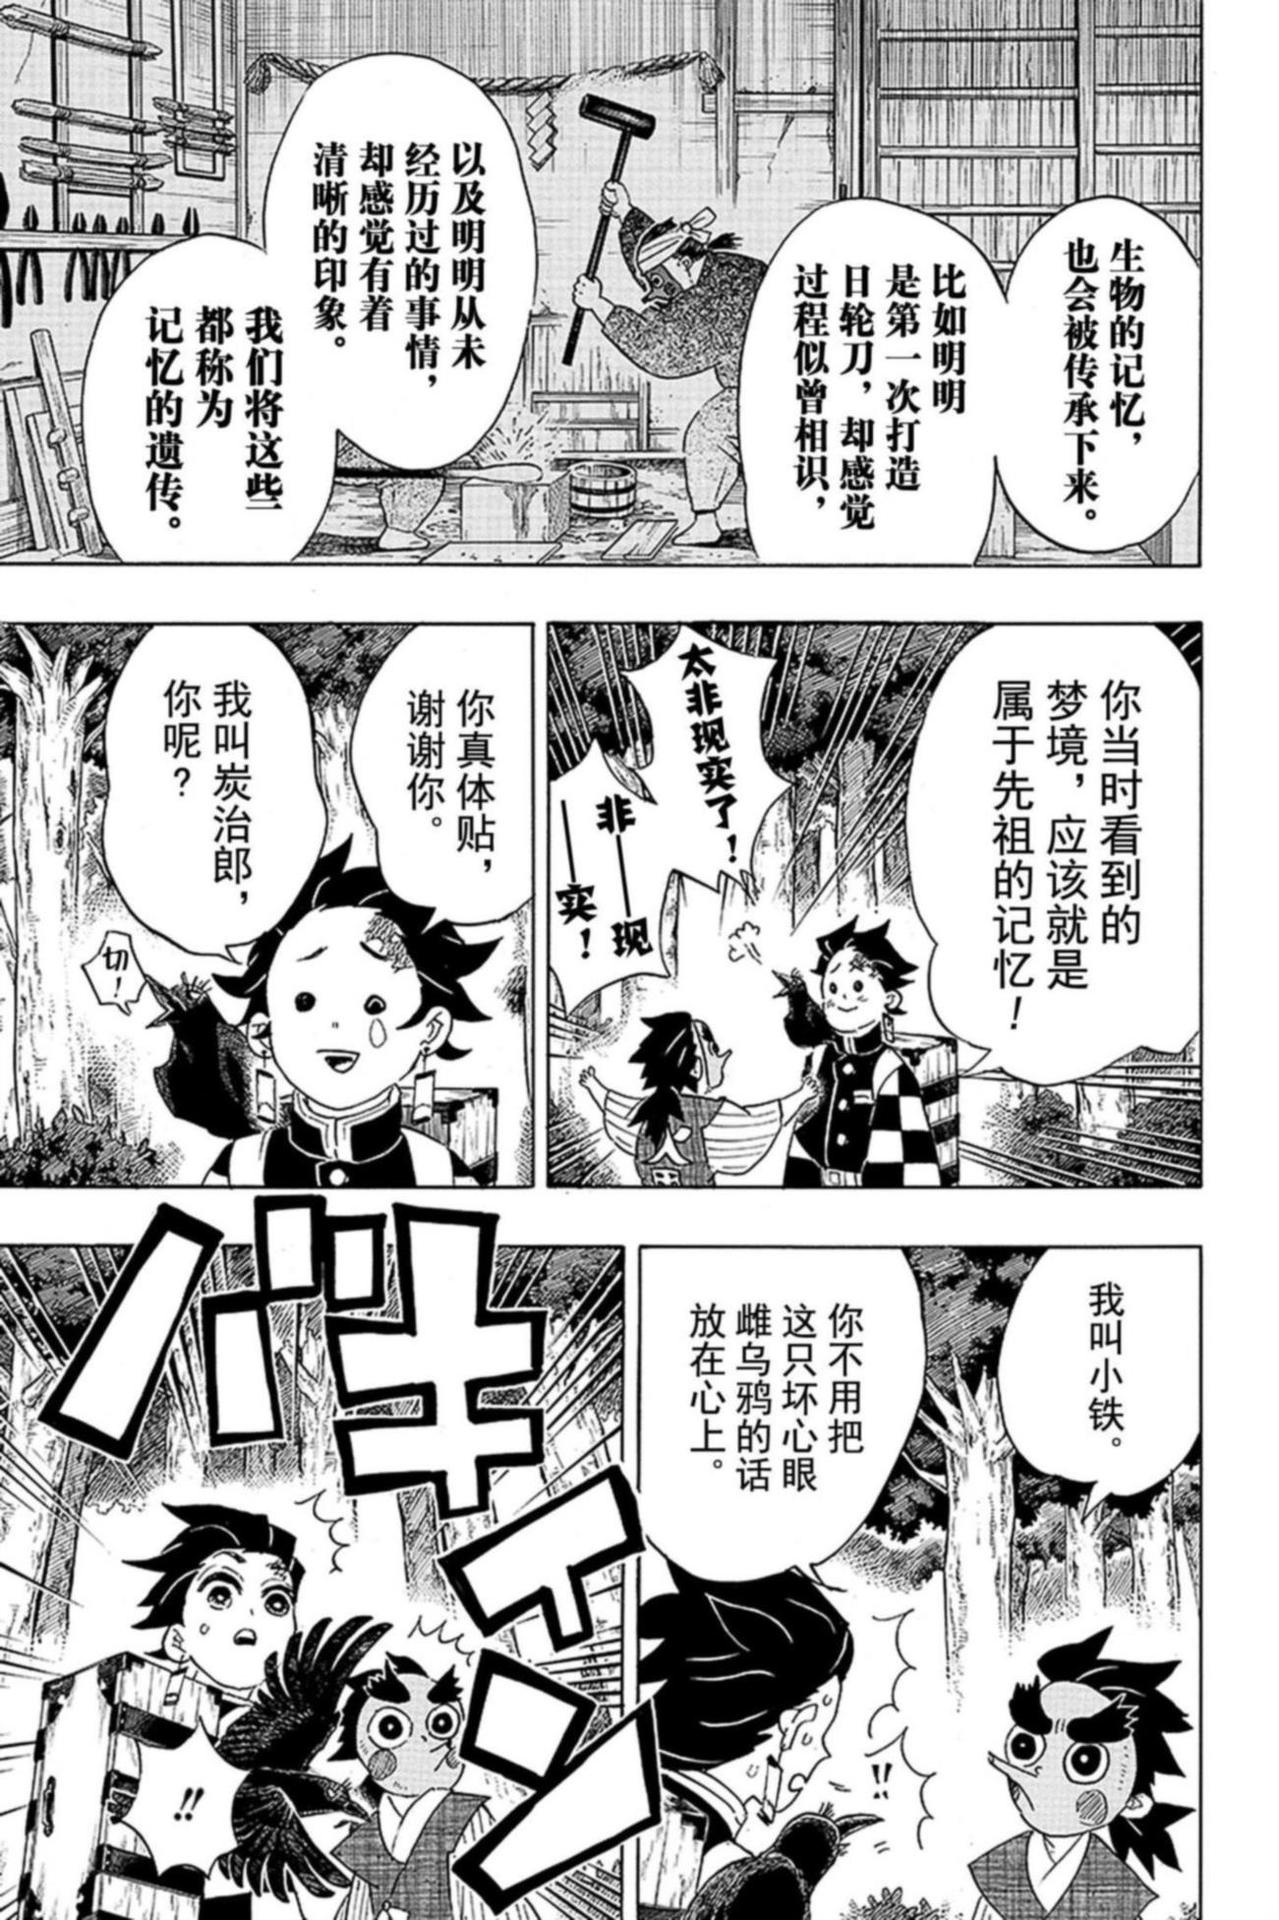 生物的记忆，
也会被传承下来。
比如明明
是第一次打造
日轮刀，却感觉
过程似曾相识，
以及明明从未
经历过的事情，
却感觉有着
清晰的印象。
我们将这些
都称为
记忆的遗传。
你当时看到的
梦境，应该就是
属于先祖的记忆！
太非现实了！
非——现
——实！
你真体贴，
谢谢你。
我叫炭治郎，
你呢？
切！
我叫小铁。
你不用把
这只坏心眼
雌乌鸦的话
放在心上。
!!
バキィン
!!